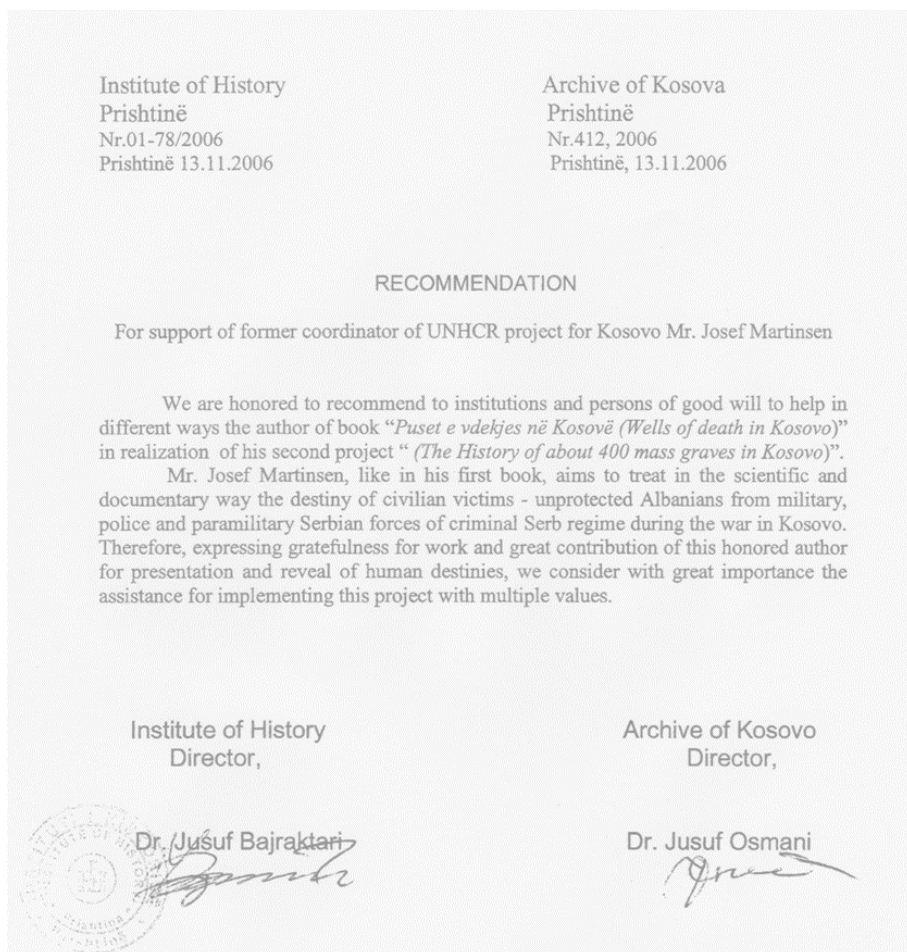 Institute of History
Prishtinë
Nr.01-78/2006
Prishtinë 13.11.2006
Archive of Kosova
Prishtinë
Nr.412, 2006
Prishtinë, 13.11.2006
RECOMMENDATION
For support of former coordinator of UNHCR project for Kosovo Mr. Josef Martinsen
We are honored to recommend to institutions and persons of good will to help in
different ways the author of book “Puset e vdekjes në Kosovë (Wells of death in Kosovo)”
in realization of his second project “ (The History of about 400 mass graves in Kosovo)”.
Mr. Josef Martinsen, like in his first book, aims to treat in the scientific and
documentary way the destiny of civilian victims - unprotected Albanians from military,
police and paramilitary Serbian forces of criminal Serb regime during the war in Kosovo.
Therefore, expressing gratefulness for work and great contribution of this honored author
for presentation and reveal of human destinies, we consider with great importance the
assistance for implementing this project with multiple values.
Institute of History
Director,
Dr. Jusuf Bajraktari
Archive of Kosovo
Director,
Dr. Jusuf Osmani
INSTITUTE OF HISTORY
Prishtina